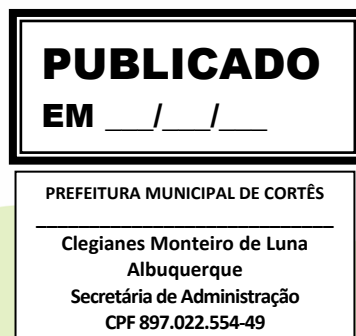 PUBLICADO
EM ___/___/___
PREFEITURA MUNICIPAL DE CORTÊS
______________________________
Clegianes Monteiro de Luna
Albuquerque
Secretária de Administração
CPF 897.022.554-49